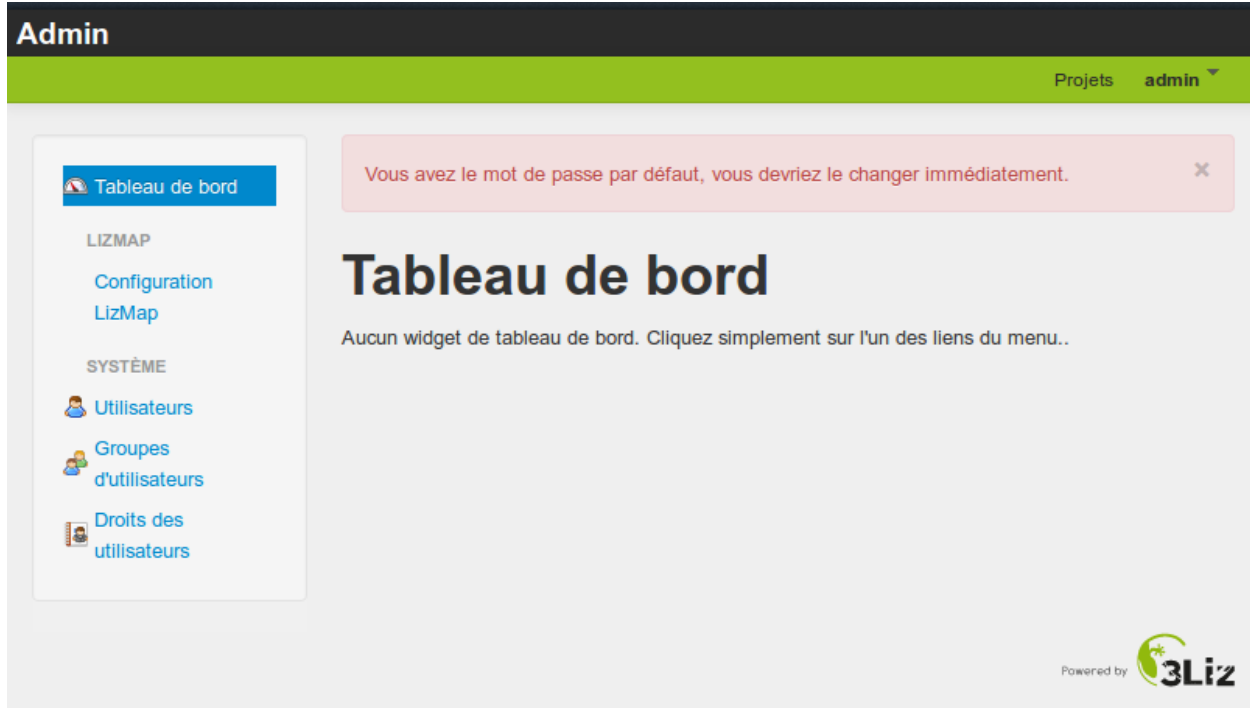 Admin
Projets admin
Tableau de bord
LIZMAP
Configuration
LizMap
SYSTÈME
Utilisateurs
Groupes
d'utilisateurs
Droits des
utilisateurs
Vous avez le mot de passe par défaut, vous devriez le changer immédiatement. ×
Tableau de bord
Aucun widget de tableau de bord. Cliquez simplement sur l'un des liens du menu..
Powered by 3Liz